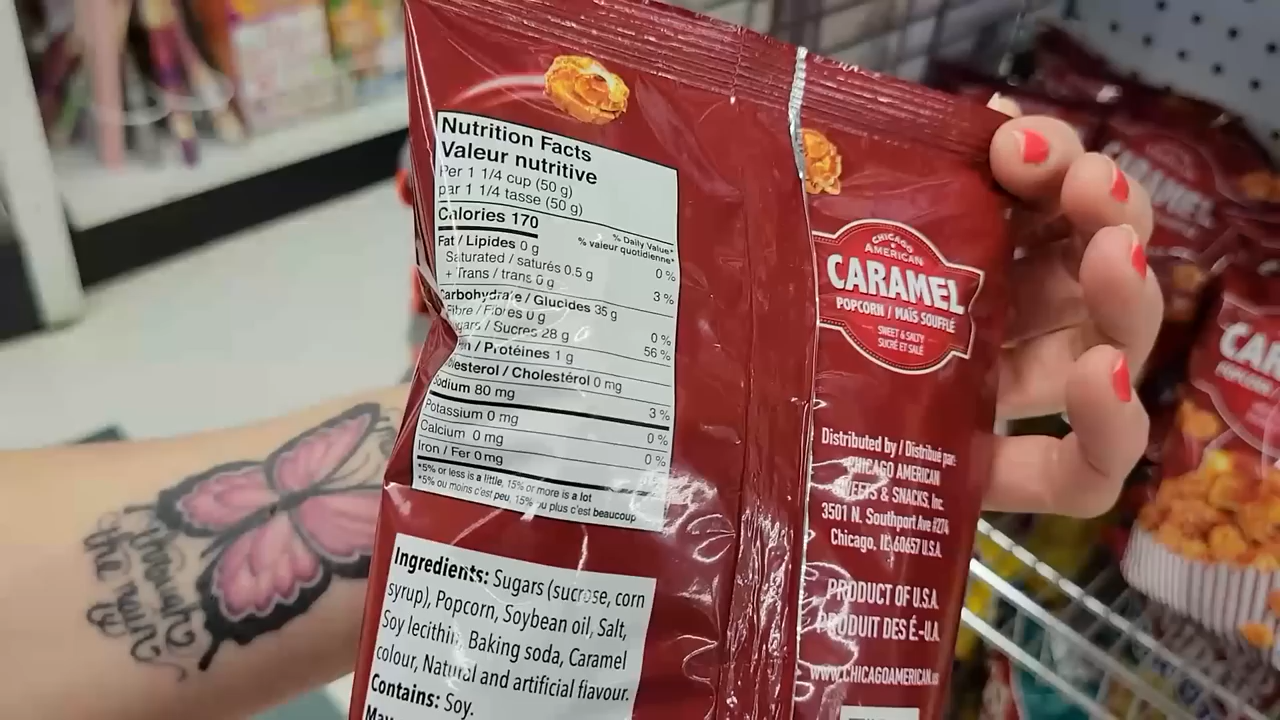 Nutrition Facts
Valeur nutritive
Per 1 1/4 cup (50 g)
par 1 1/4 tasse (50 g)
Calories 170
% Daily Value*
% valeur quotidienne*
Fat / Lipides 0 g 0 %
Saturated / saturés 0.5 g
+ Trans / trans 0 g 3 %
Carbohydrate / Glucides 35 g
Fibre / Fibres 0 g 0 %
Sucres 28 g 56 %
/ Protéines 1 g
/ Cholestérol 0 mg
Sodium 80 mg 3 %
Potassium 0 mg 0 %
Calcium 0 mg 0 %
Iron / Fer 0 mg
*5% or less is a little, 15% or more is a lot
*5% ou moins c'est peu, 15% ou plus c'est beaucoup
Ingredients: Sugars (sucrose, corn
syrup), Popcorn, Soybean oil, Salt,
Soy lecithin, Baking soda, Caramel
colour, Natural and artificial flavour.
Contains: Soy.
CHICAGO
AMERICAN
CARAMEL
POPCORN / MAÏS SOUFFLÉ
SWEET & SALTY
SUCRÉ ET SALÉ
Distributed by / Distribué par:
CHICAGO AMERICAN
SWEETS & SNACKS, Inc.
3501 N. Southport Ave #274
Chicago, IL 60657 U.S.A.
PRODUCT OF U.S.A.
PRODUIT DES É.-U.A.
WWW.CHICAGOAMERICAN.us
through
the rain
CARAMEL